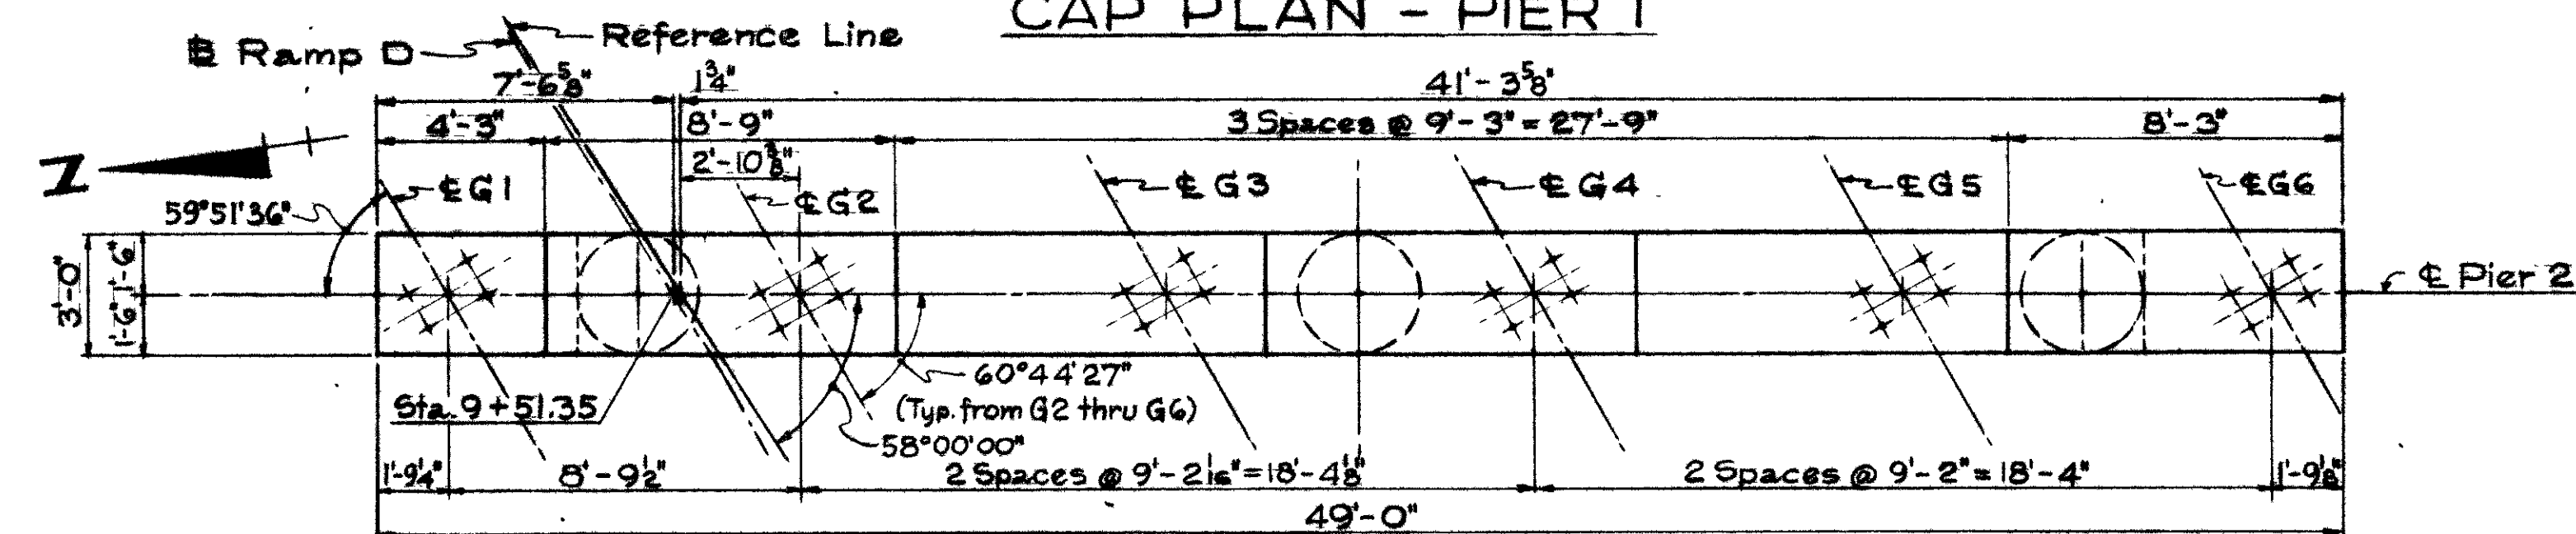 CAP PLAN - PIER 1
℄ Ramp D
Reference Line
7'-6⅝"
1¾"
41'-3⅝"
4'-3"
8'-9"
3 Spaces @ 9'-3" = 27'-9"
8'-3"
2'-10⅜"
N
59°51'36"
℄ G1
℄ G2
℄ G3
℄ G4
℄ G5
℄ G6
3'-0"
1'-6"
1'-6"
℄ Pier 2
60°44'27"
(Typ. from G2 thru G6)
58°00'00"
Sta. 9+51.35
1'-9¼"
8'-9½"
2 Spaces @ 9'-2 1/16" = 18'-4⅛"
2 Spaces @ 9'-2" = 18'-4"
1'-9⅛"
49'-0"